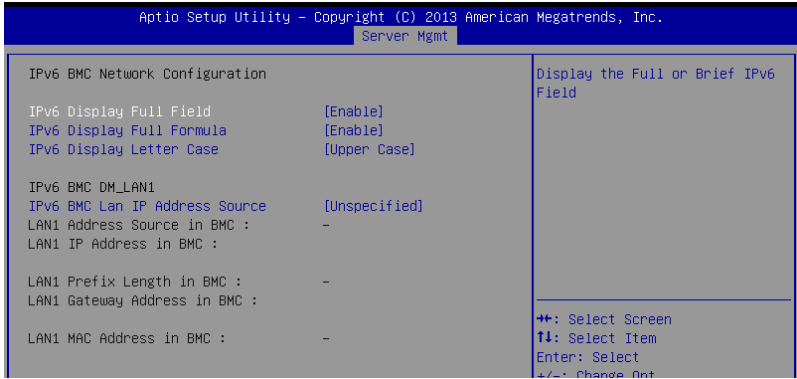 Aptio Setup Utility – Copyright (C) 2013 American Megatrends, Inc.
Server Mgmt
IPv6 BMC Network Configuration
IPv6 Display Full Field [Enable]
IPv6 Display Full Formula [Enable]
IPv6 Display Letter Case [Upper Case]
IPv6 BMC DM_LAN1
IPv6 BMC Lan IP Address Source [Unspecified]
LAN1 Address Source in BMC : –
LAN1 IP Address in BMC :
LAN1 Prefix Length in BMC : –
LAN1 Gateway Address in BMC :
LAN1 MAC Address in BMC : –
Display the Full or Brief IPv6
Field
→←: Select Screen
↑↓: Select Item
Enter: Select
+/-: Change Opt.